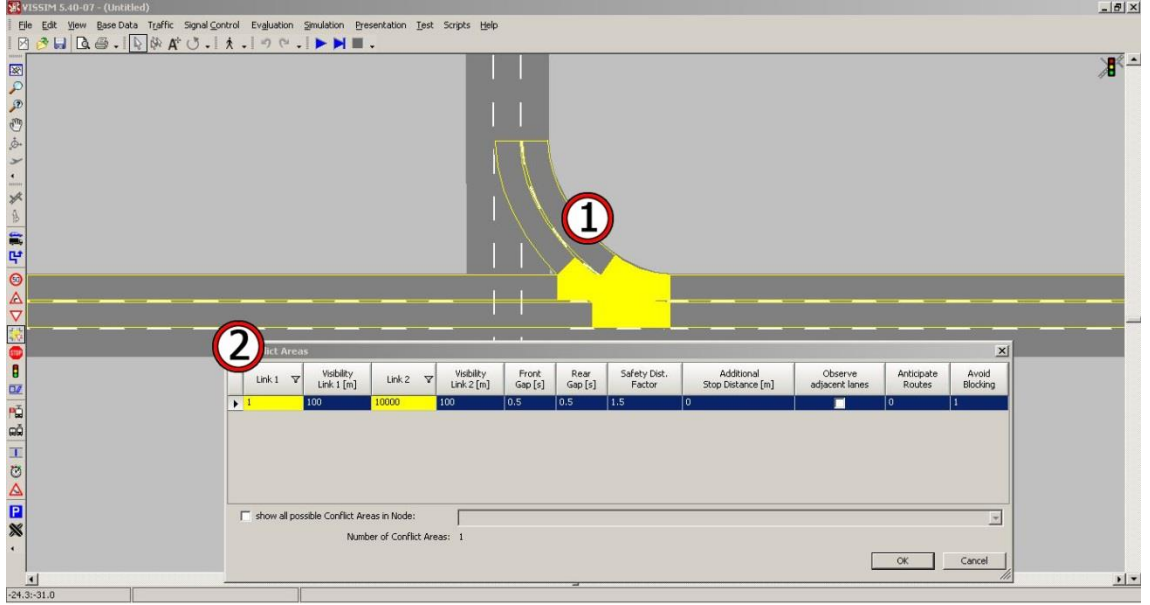 VISSIM 5.40-07 - (Untitled)
File Edit View Base Data Traffic Signal Control Evaluation Simulation Presentation Test Scripts Help
1
2
flict Areas
Link 1 Visibility Link 1 [m] Link 2 Visibility Link 2 [m] Front Gap [s] Rear Gap [s] Safety Dist. Factor Additional Stop Distance [m] Observe adjacent lanes Anticipate Routes Avoid Blocking
1 100 10000 100 0.5 0.5 1.5 0 0 1
show all possible Conflict Areas in Node:
Number of Conflict Areas: 1
OK Cancel
-24.3:-31.0